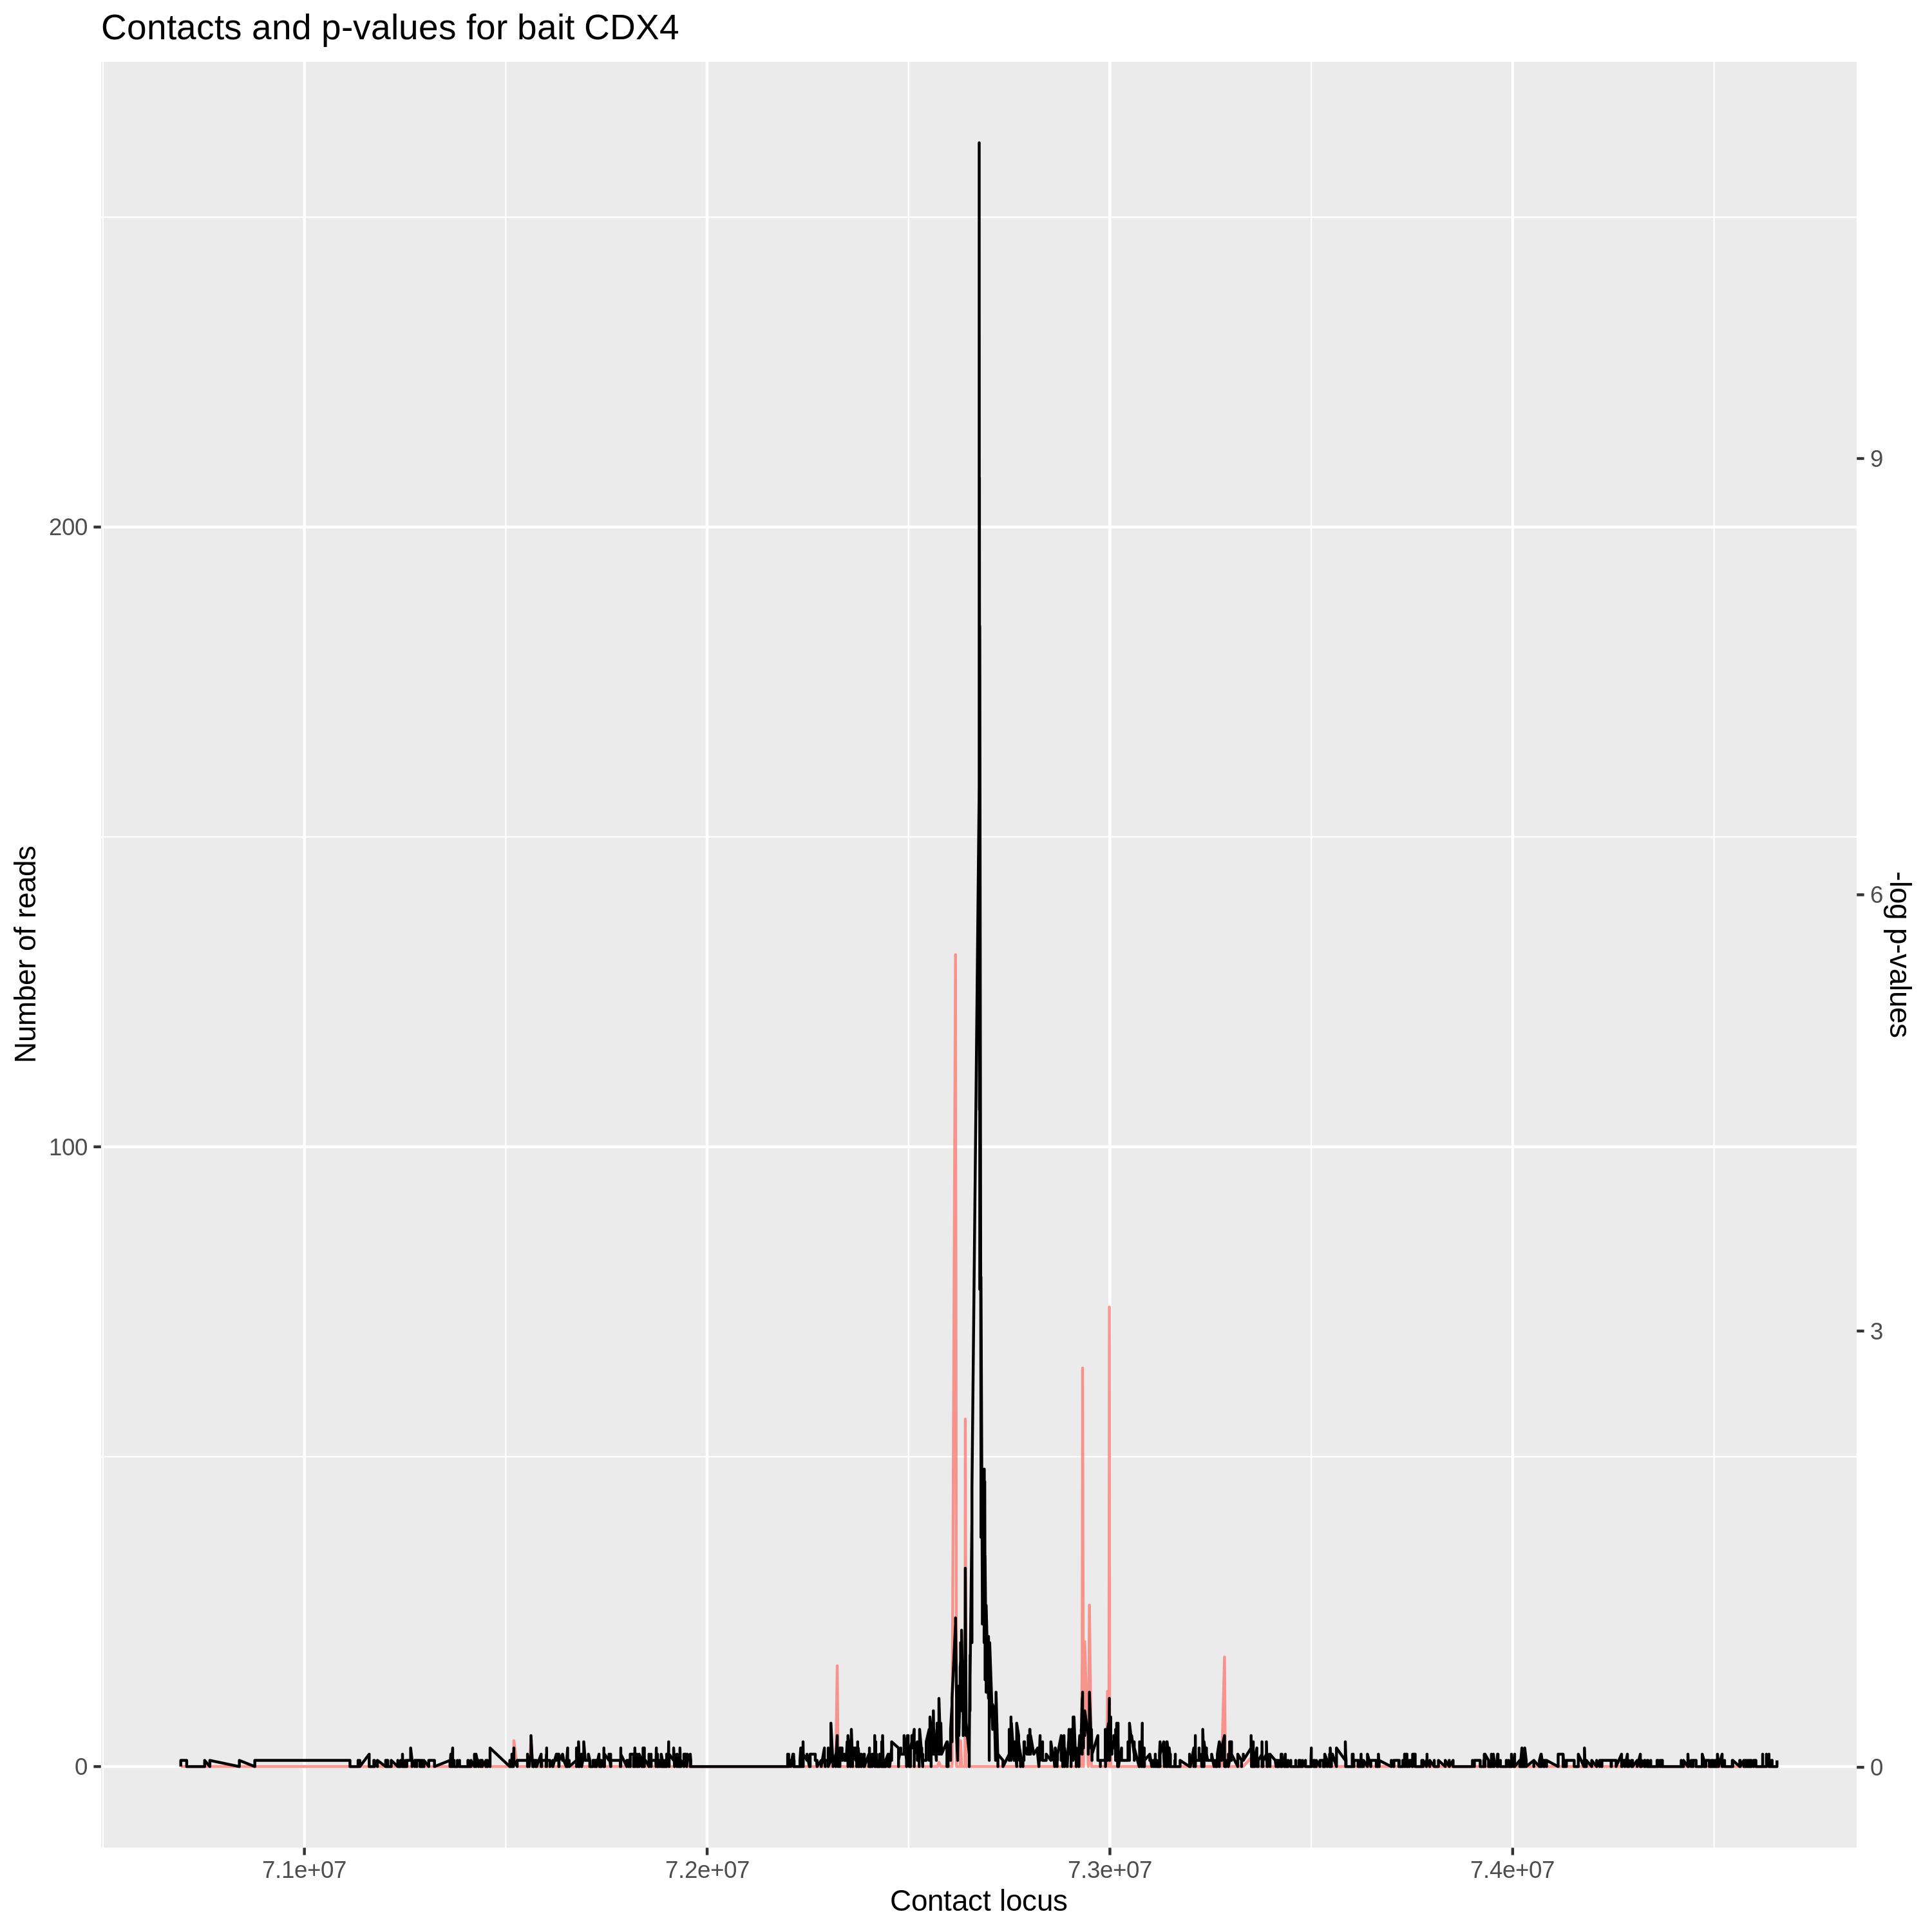 Contacts and p-values for bait CDX4
Number of reads
200
100
0
9
6
3
0
-log p-values
7.1e+07
7.2e+07
7.3e+07
7.4e+07
Contact locus